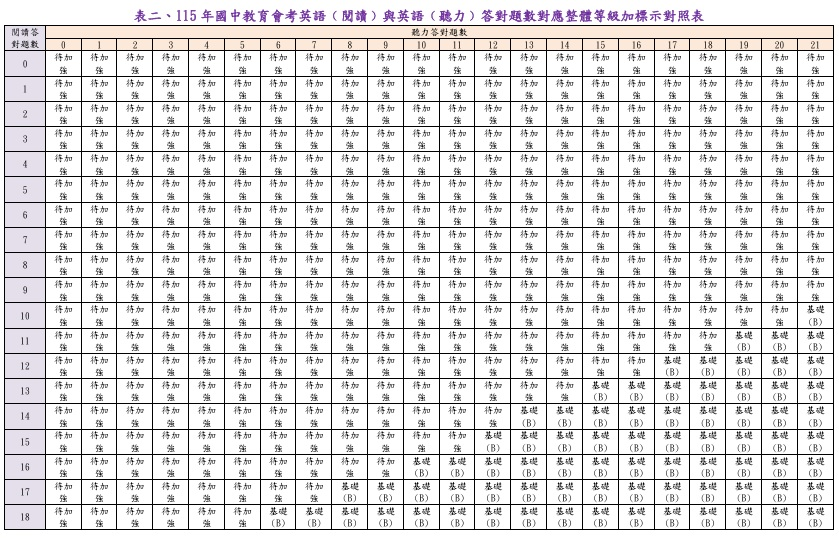 表二、115 年國中教育會考英語（閱讀）與英語（聽力）答對題數對應整體等級加標示對照表
閱讀答對題數 聽力答對題數
0 1 2 3 4 5 6 7 8 9 10 11 12 13 14 15 16 17 18 19 20 21
0 待加強 待加強 待加強 待加強 待加強 待加強 待加強 待加強 待加強 待加強 待加強 待加強 待加強 待加強 待加強 待加強 待加強 待加強 待加強 待加強 待加強 待加強
1 待加強 待加強 待加強 待加強 待加強 待加強 待加強 待加強 待加強 待加強 待加強 待加強 待加強 待加強 待加強 待加強 待加強 待加強 待加強 待加強 待加強 待加強
2 待加強 待加強 待加強 待加強 待加強 待加強 待加強 待加強 待加強 待加強 待加強 待加強 待加強 待加強 待加強 待加強 待加強 待加強 待加強 待加強 待加強 待加強
3 待加強 待加強 待加強 待加強 待加強 待加強 待加強 待加強 待加強 待加強 待加強 待加強 待加強 待加強 待加強 待加強 待加強 待加強 待加強 待加強 待加強 待加強
4 待加強 待加強 待加強 待加強 待加強 待加強 待加強 待加強 待加強 待加強 待加強 待加強 待加強 待加強 待加強 待加強 待加強 待加強 待加強 待加強 待加強 待加強
5 待加強 待加強 待加強 待加強 待加強 待加強 待加強 待加強 待加強 待加強 待加強 待加強 待加強 待加強 待加強 待加強 待加強 待加強 待加強 待加強 待加強 待加強
6 待加強 待加強 待加強 待加強 待加強 待加強 待加強 待加強 待加強 待加強 待加強 待加強 待加強 待加強 待加強 待加強 待加強 待加強 待加強 待加強 待加強 待加強
7 待加強 待加強 待加強 待加強 待加強 待加強 待加強 待加強 待加強 待加強 待加強 待加強 待加強 待加強 待加強 待加強 待加強 待加強 待加強 待加強 待加強 待加強
8 待加強 待加強 待加強 待加強 待加強 待加強 待加強 待加強 待加強 待加強 待加強 待加強 待加強 待加強 待加強 待加強 待加強 待加強 待加強 待加強 待加強 待加強
9 待加強 待加強 待加強 待加強 待加強 待加強 待加強 待加強 待加強 待加強 待加強 待加強 待加強 待加強 待加強 待加強 待加強 待加強 待加強 待加強 待加強 待加強
10 待加強 待加強 待加強 待加強 待加強 待加強 待加強 待加強 待加強 待加強 待加強 待加強 待加強 待加強 待加強 待加強 待加強 待加強 待加強 待加強 待加強 基礎(B)
11 待加強 待加強 待加強 待加強 待加強 待加強 待加強 待加強 待加強 待加強 待加強 待加強 待加強 待加強 待加強 待加強 待加強 待加強 待加強 基礎(B) 基礎(B) 基礎(B)
12 待加強 待加強 待加強 待加強 待加強 待加強 待加強 待加強 待加強 待加強 待加強 待加強 待加強 待加強 待加強 待加強 待加強 基礎(B) 基礎(B) 基礎(B) 基礎(B) 基礎(B)
13 待加強 待加強 待加強 待加強 待加強 待加強 待加強 待加強 待加強 待加強 待加強 待加強 待加強 待加強 待加強 基礎(B) 基礎(B) 基礎(B) 基礎(B) 基礎(B) 基礎(B) 基礎(B)
14 待加強 待加強 待加強 待加強 待加強 待加強 待加強 待加強 待加強 待加強 待加強 待加強 待加強 基礎(B) 基礎(B) 基礎(B) 基礎(B) 基礎(B) 基礎(B) 基礎(B) 基礎(B) 基礎(B)
15 待加強 待加強 待加強 待加強 待加強 待加強 待加強 待加強 待加強 待加強 待加強 待加強 基礎(B) 基礎(B) 基礎(B) 基礎(B) 基礎(B) 基礎(B) 基礎(B) 基礎(B) 基礎(B) 基礎(B)
16 待加強 待加強 待加強 待加強 待加強 待加強 待加強 待加強 待加強 待加強 基礎(B) 基礎(B) 基礎(B) 基礎(B) 基礎(B) 基礎(B) 基礎(B) 基礎(B) 基礎(B) 基礎(B) 基礎(B) 基礎(B)
17 待加強 待加強 待加強 待加強 待加強 待加強 待加強 待加強 基礎(B) 基礎(B) 基礎(B) 基礎(B) 基礎(B) 基礎(B) 基礎(B) 基礎(B) 基礎(B) 基礎(B) 基礎(B) 基礎(B) 基礎(B) 基礎(B)
18 待加強 待加強 待加強 待加強 待加強 待加強 基礎(B) 基礎(B) 基礎(B) 基礎(B) 基礎(B) 基礎(B) 基礎(B) 基礎(B) 基礎(B) 基礎(B) 基礎(B) 基礎(B) 基礎(B) 基礎(B) 基礎(B) 基礎(B)